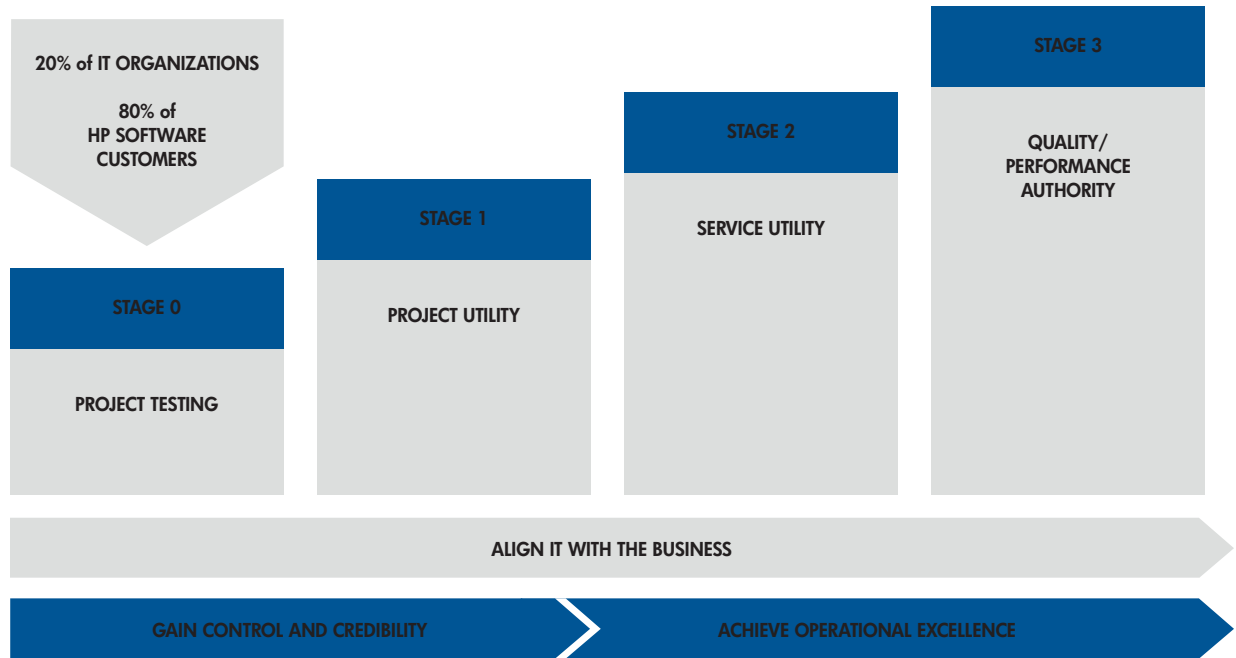 20% of IT ORGANIZATIONS
80% of
HP SOFTWARE
CUSTOMERS
STAGE 0
PROJECT TESTING
STAGE 1
PROJECT UTILITY
STAGE 2
SERVICE UTILITY
STAGE 3
QUALITY/
PERFORMANCE
AUTHORITY
ALIGN IT WITH THE BUSINESS
GAIN CONTROL AND CREDIBILITY
ACHIEVE OPERATIONAL EXCELLENCE